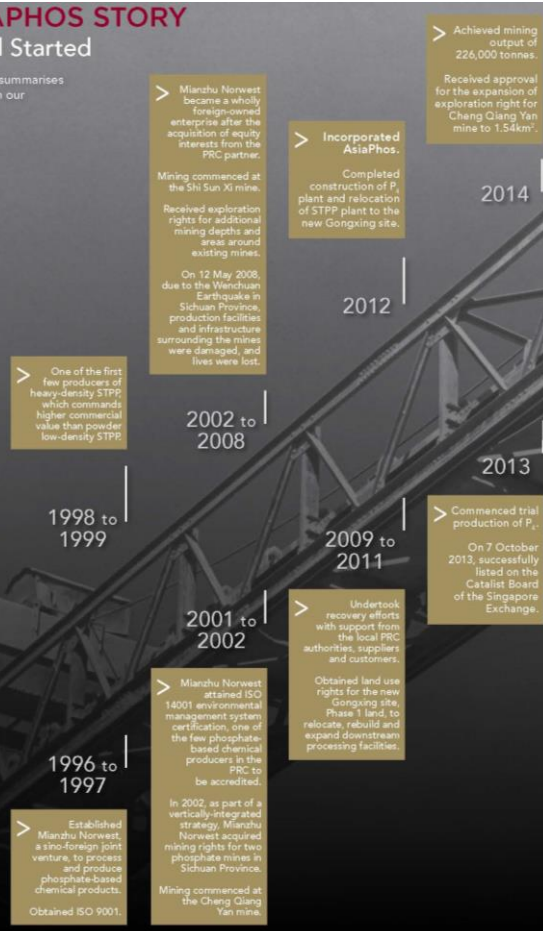 APHOS STORY
Started
summarises
our
> Achieved mining
output of
226,000 tonnes.
Received approval
for the expansion of
exploration right for
Cheng Qiang Yan
mine to 1.54km².
2014
> Mianzhu Norwest
became a wholly
foreign-owned
enterprise after the
acquisition of equity
interests from the
PRC partner.
Mining commenced at
the Shi Sun Xi mine.
Received exploration
rights for additional
mining depths and
areas around
existing mines.
On 12 May 2008,
due to the Wenchuan
Earthquake in
Sichuan Province,
production facilities
and infrastructure
surrounding the mines
were damaged, and
lives were lost.
2002 to
2008
> Incorporated
AsiaPhos.
Completed
construction of P₄
plant and relocation
of STPP plant to the
new Gongxing site.
2012
> One of the first
few producers of
heavy-density STPP,
which commands
higher commercial
value than powder
low-density STPP.
1998 to
1999
2013
> Commenced trial
production of P₄.
On 7 October
2013, successfully
listed on the
Catalist Board
of the Singapore
Exchange.
2009 to
2011
> Undertook
recovery efforts
with support from
the local PRC
authorities, suppliers
and customers.
Obtained land use
rights for the new
Gongxing site,
Phase 1 land, to
relocate, rebuild and
expand downstream
processing facilities.
2001 to
2002
> Mianzhu Norwest
attained ISO
14001 environmental
management system
certification, one of
the few phosphate-
based chemical
producers in the
PRC to
be accredited.
In 2002, as part of a
vertically-integrated
strategy, Mianzhu
Norwest acquired
mining rights for two
phosphate mines in
Sichuan Province.
Mining commenced at
the Cheng Qiang
Yan mine.
1996 to
1997
> Established
Mianzhu Norwest,
a sino-foreign joint
venture, to process
and produce
phosphate-based
chemical products.
Obtained ISO 9001.